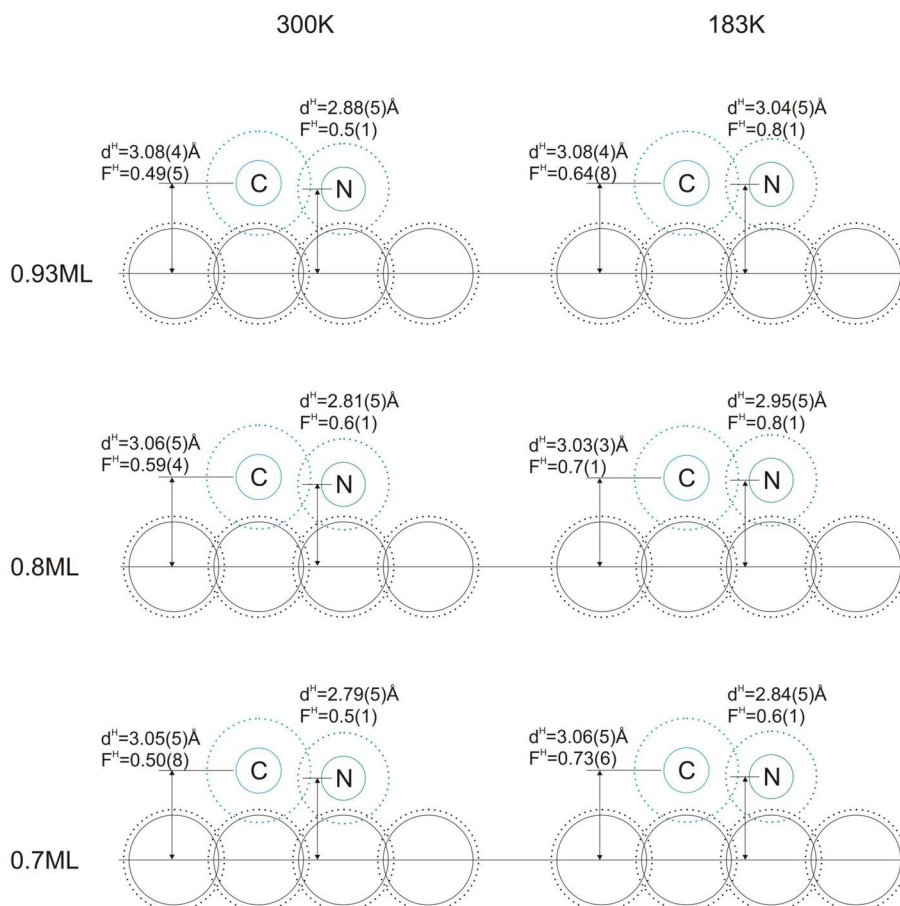 300K 183K
d^H=2.88(5)Å
F^H=0.5(1)
d^H=3.08(4)Å
F^H=0.49(5)
C N
d^H=3.04(5)Å
F^H=0.8(1)
d^H=3.08(4)Å
F^H=0.64(8)
C N
0.93ML
d^H=2.81(5)Å
F^H=0.6(1)
d^H=3.06(5)Å
F^H=0.59(4)
C N
d^H=2.95(5)Å
F^H=0.8(1)
d^H=3.03(3)Å
F^H=0.7(1)
C N
0.8ML
d^H=2.79(5)Å
F^H=0.5(1)
d^H=3.05(5)Å
F^H=0.50(8)
C N
d^H=2.84(5)Å
F^H=0.6(1)
d^H=3.06(5)Å
F^H=0.73(6)
C N
0.7ML